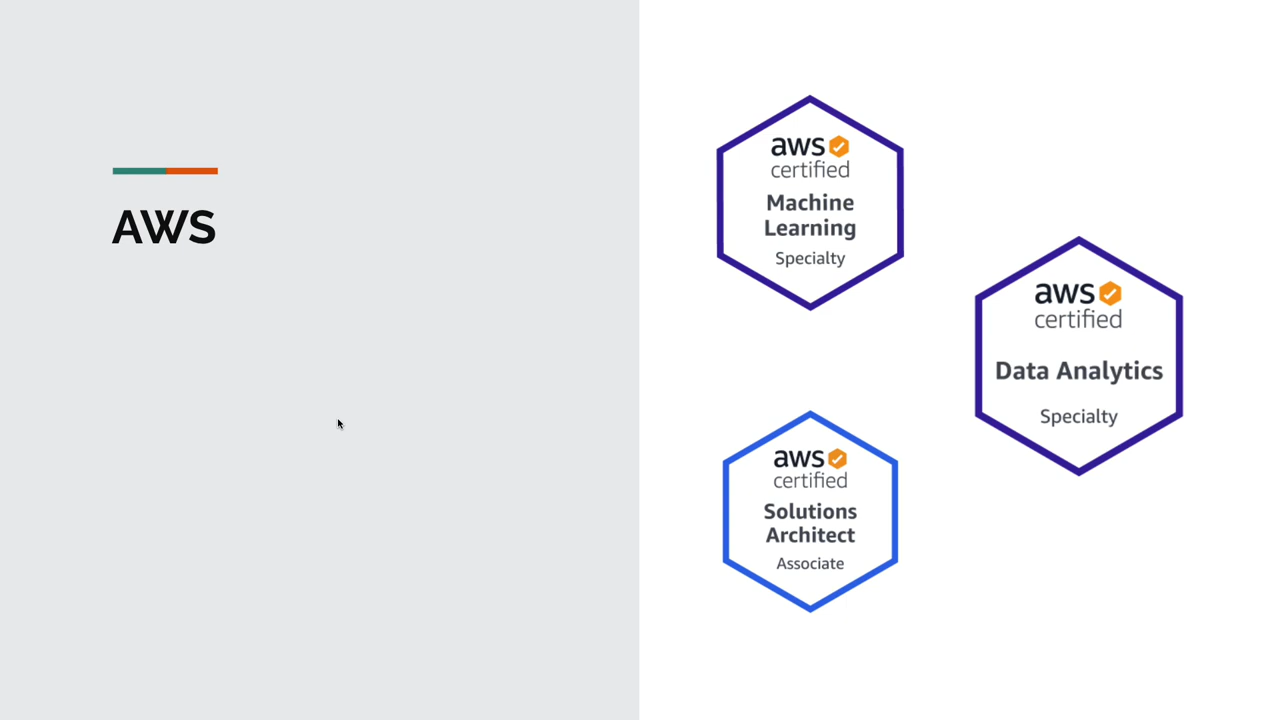 AWS
aws
certified
Machine
Learning
Specialty
aws
certified
Data Analytics
Specialty
aws
certified
Solutions
Architect
Associate